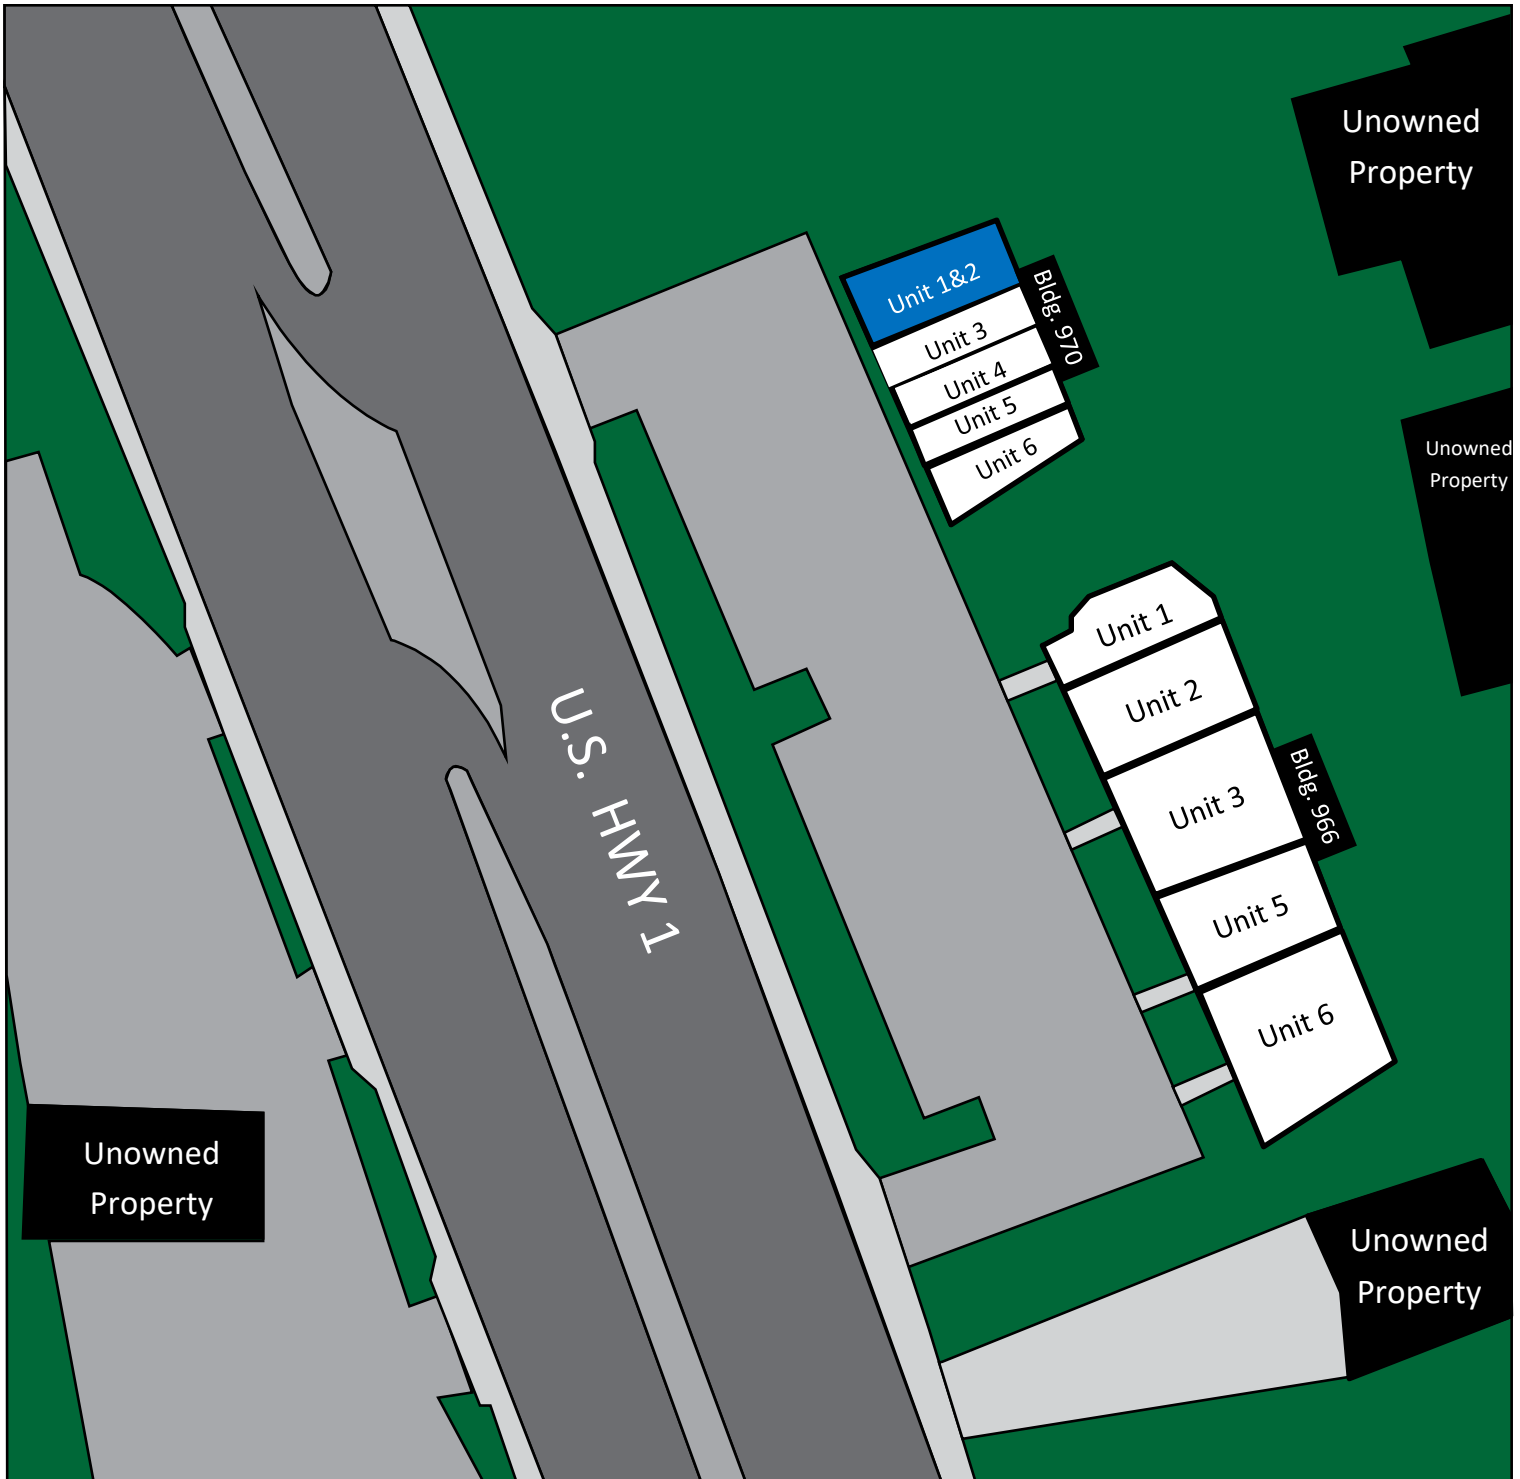 Unowned
Property
Unit 1&2
Bldg. 970
Unit 3
Unit 4
Unit 5
Unit 6
Unowned
Property
Unit 1
Unit 2
U.S. HWY 1
Unit 3
Bldg. 966
Unit 5
Unit 6
Unowned
Property
Unowned
Property